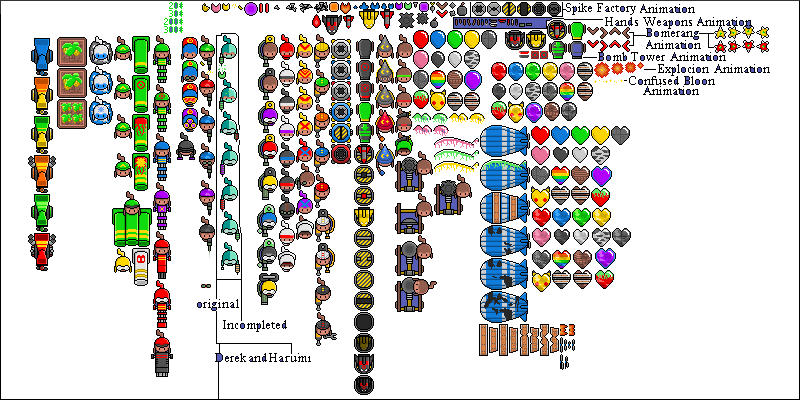 Spike Factory Animation
Hands Weapons Animation
Bomerang
Animation
Bomb Tower Animation
Explocion Animation
Confused Bloon
Animation
original
Incompleted
Derek and Harumi